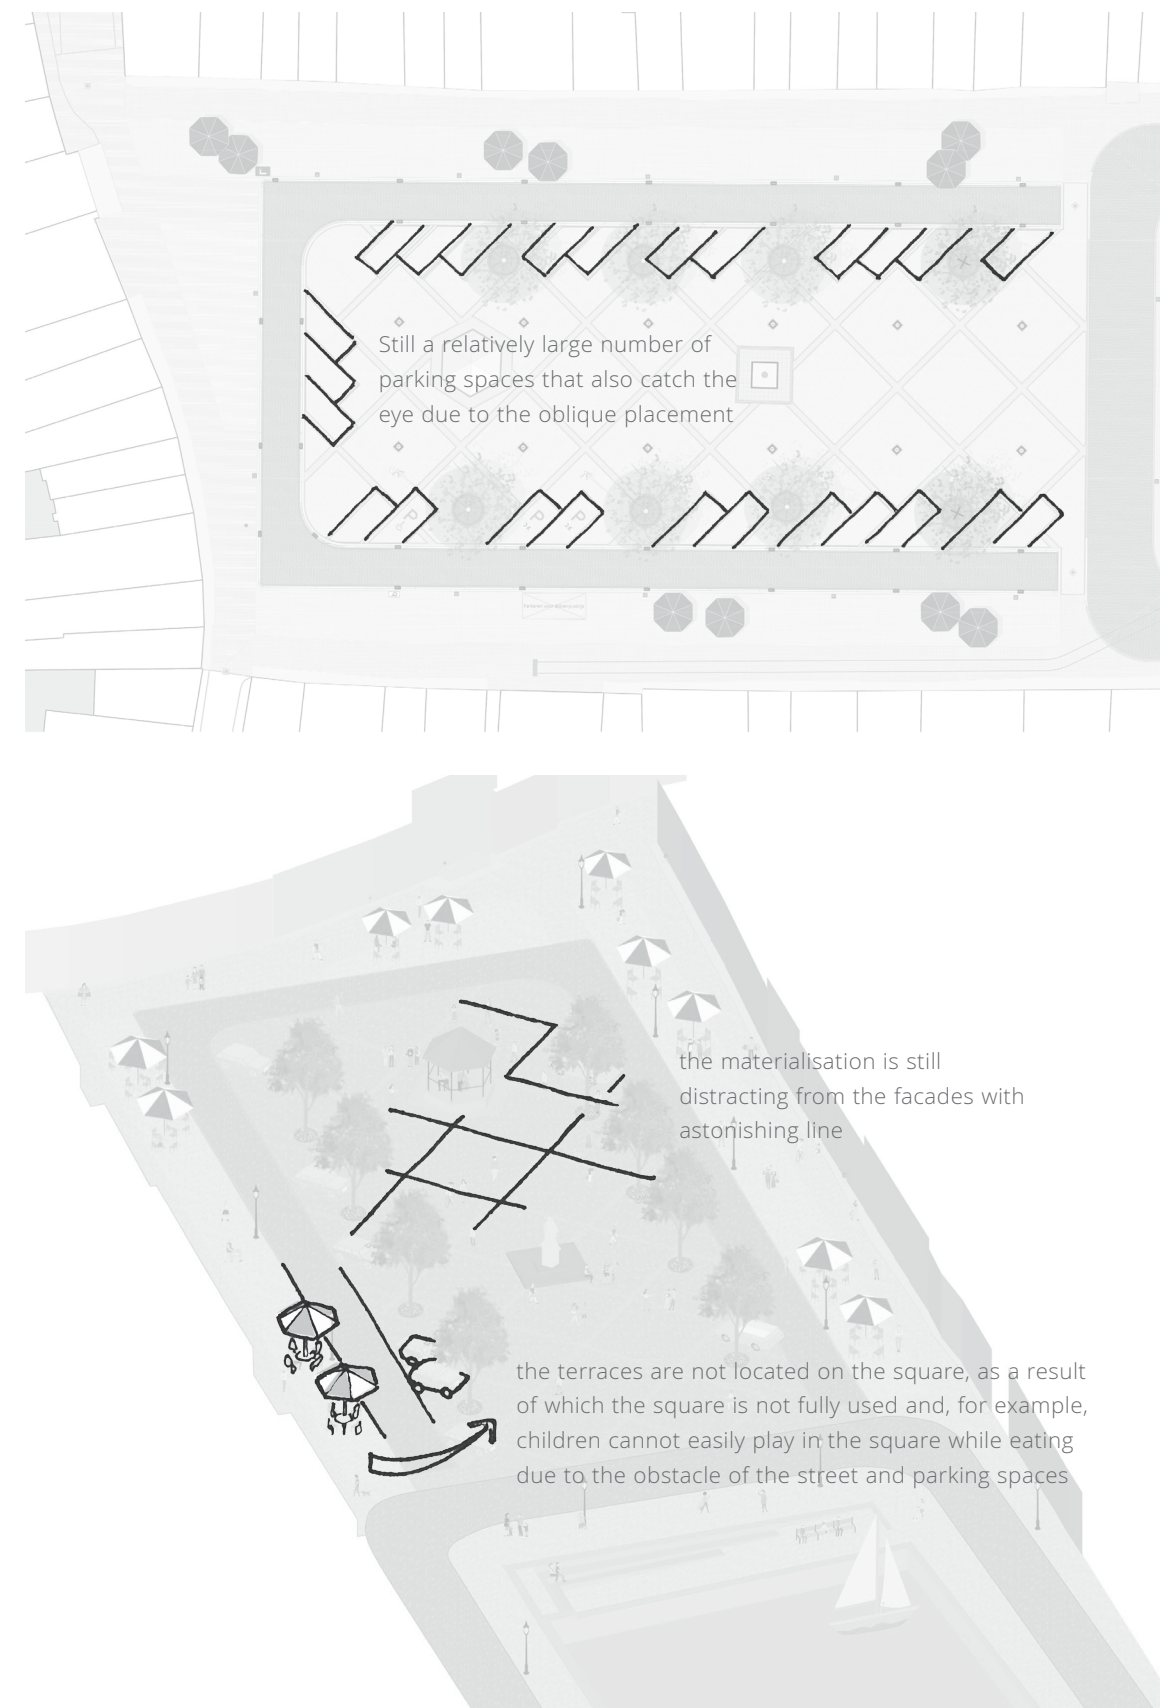 Still a relatively large number of
parking spaces that also catch the
eye due to the oblique placement
P
P
P
the materialisation is still
distracting from the facades with
astonishing line
the terraces are not located on the square, as a result
of which the square is not fully used and, for example,
children cannot easily play in the square while eating
due to the obstacle of the street and parking spaces